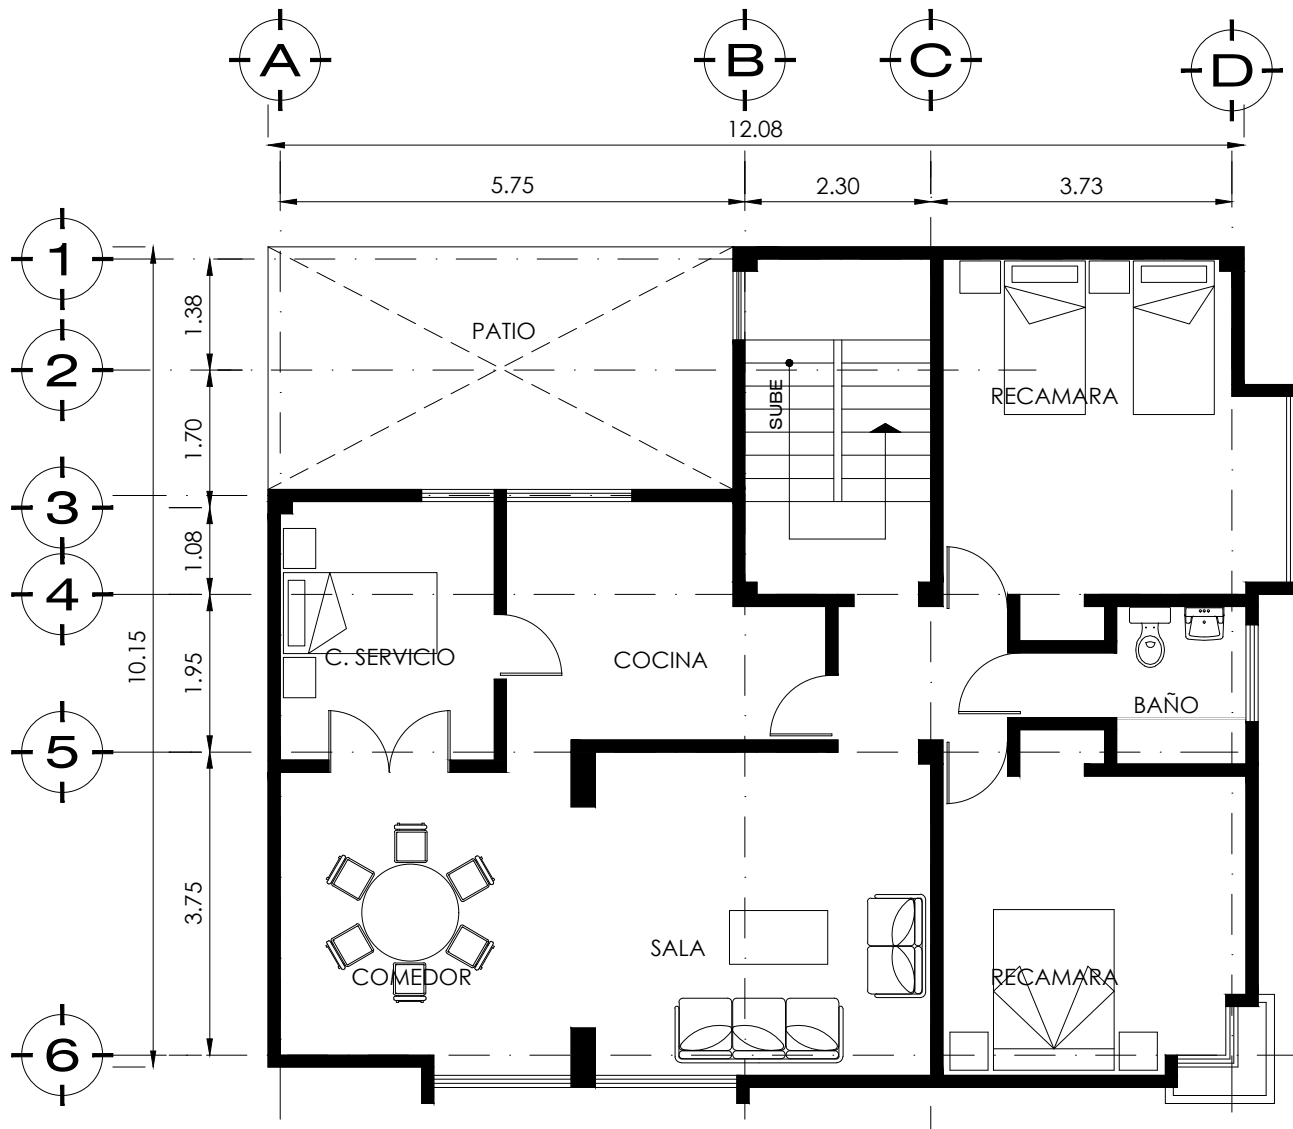 A
B
C
D
12.08
5.75
2.30
3.73
1
2
3
4
5
6
1.38
1.70
1.08
1.95
3.75
10.15
PATIO
SUBE
RECAMARA
C. SERVICIO
COCINA
BAÑO
SALA
COMEDOR
RECAMARA